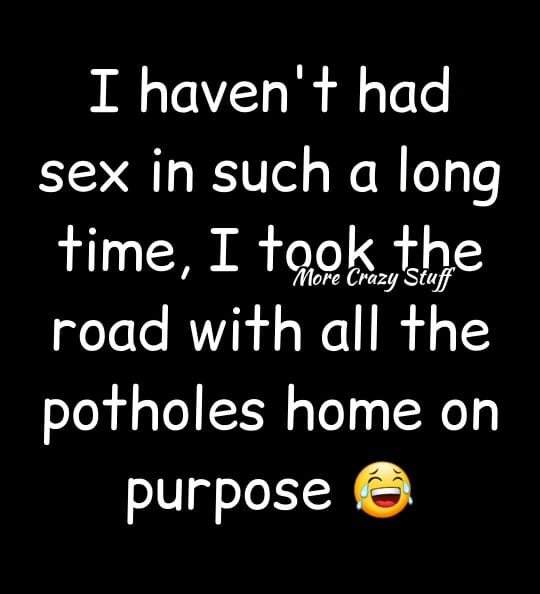 I haven't had
sex in such a long
time, I took the
More Crazy Stuff
road with all the
potholes home on
purpose 😂